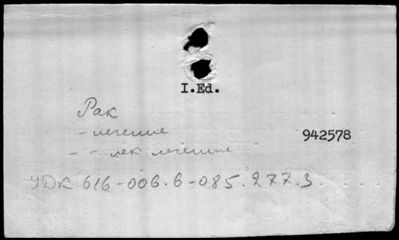 I.Ed.
Рак
- лечение
942578
- - лек лечение
УДК 616-006.6-085.277.3